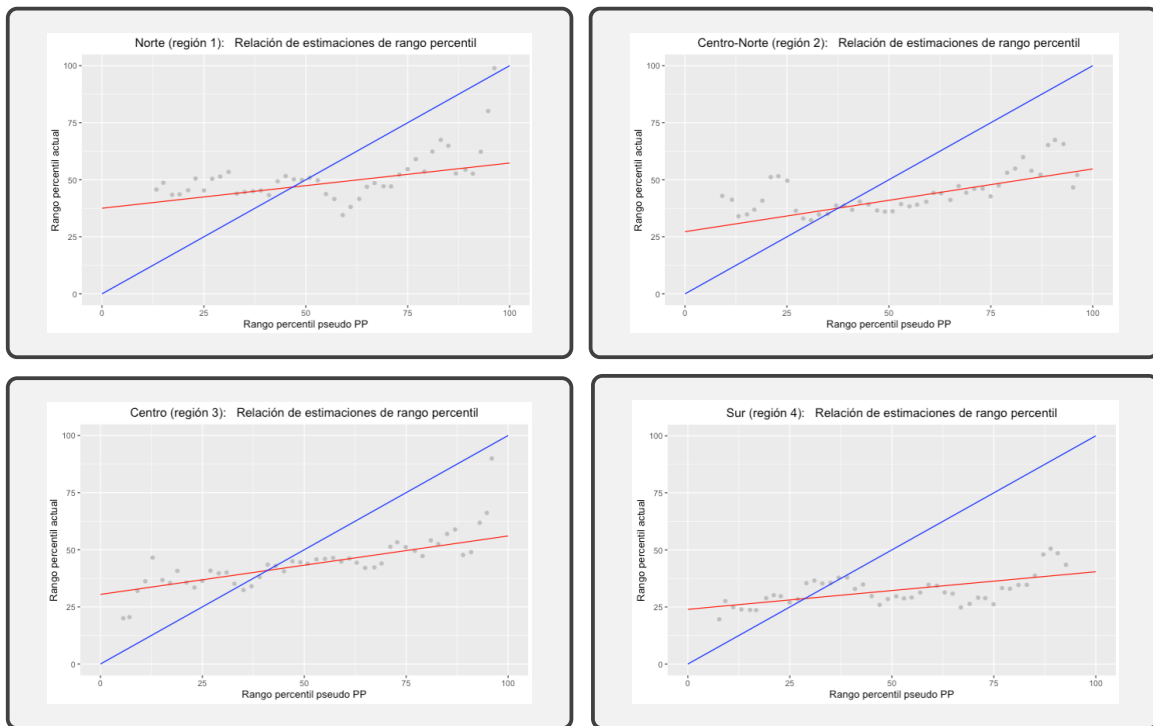 Norte (región 1):   Relación de estimaciones de rango percentil
100
75
50
25
0
Rango percentil actual
0 25 50 75 100
Rango percentil pseudo PP
Centro-Norte (región 2):   Relación de estimaciones de rango percentil
100
75
50
25
0
Rango percentil actual
0 25 50 75 100
Rango percentil pseudo PP
Centro (región 3):   Relación de estimaciones de rango percentil
100
75
50
25
0
Rango percentil actual
0 25 50 75 100
Rango percentil pseudo PP
Sur (región 4):   Relación de estimaciones de rango percentil
100
75
50
25
0
Rango percentil actual
0 25 50 75 100
Rango percentil pseudo PP